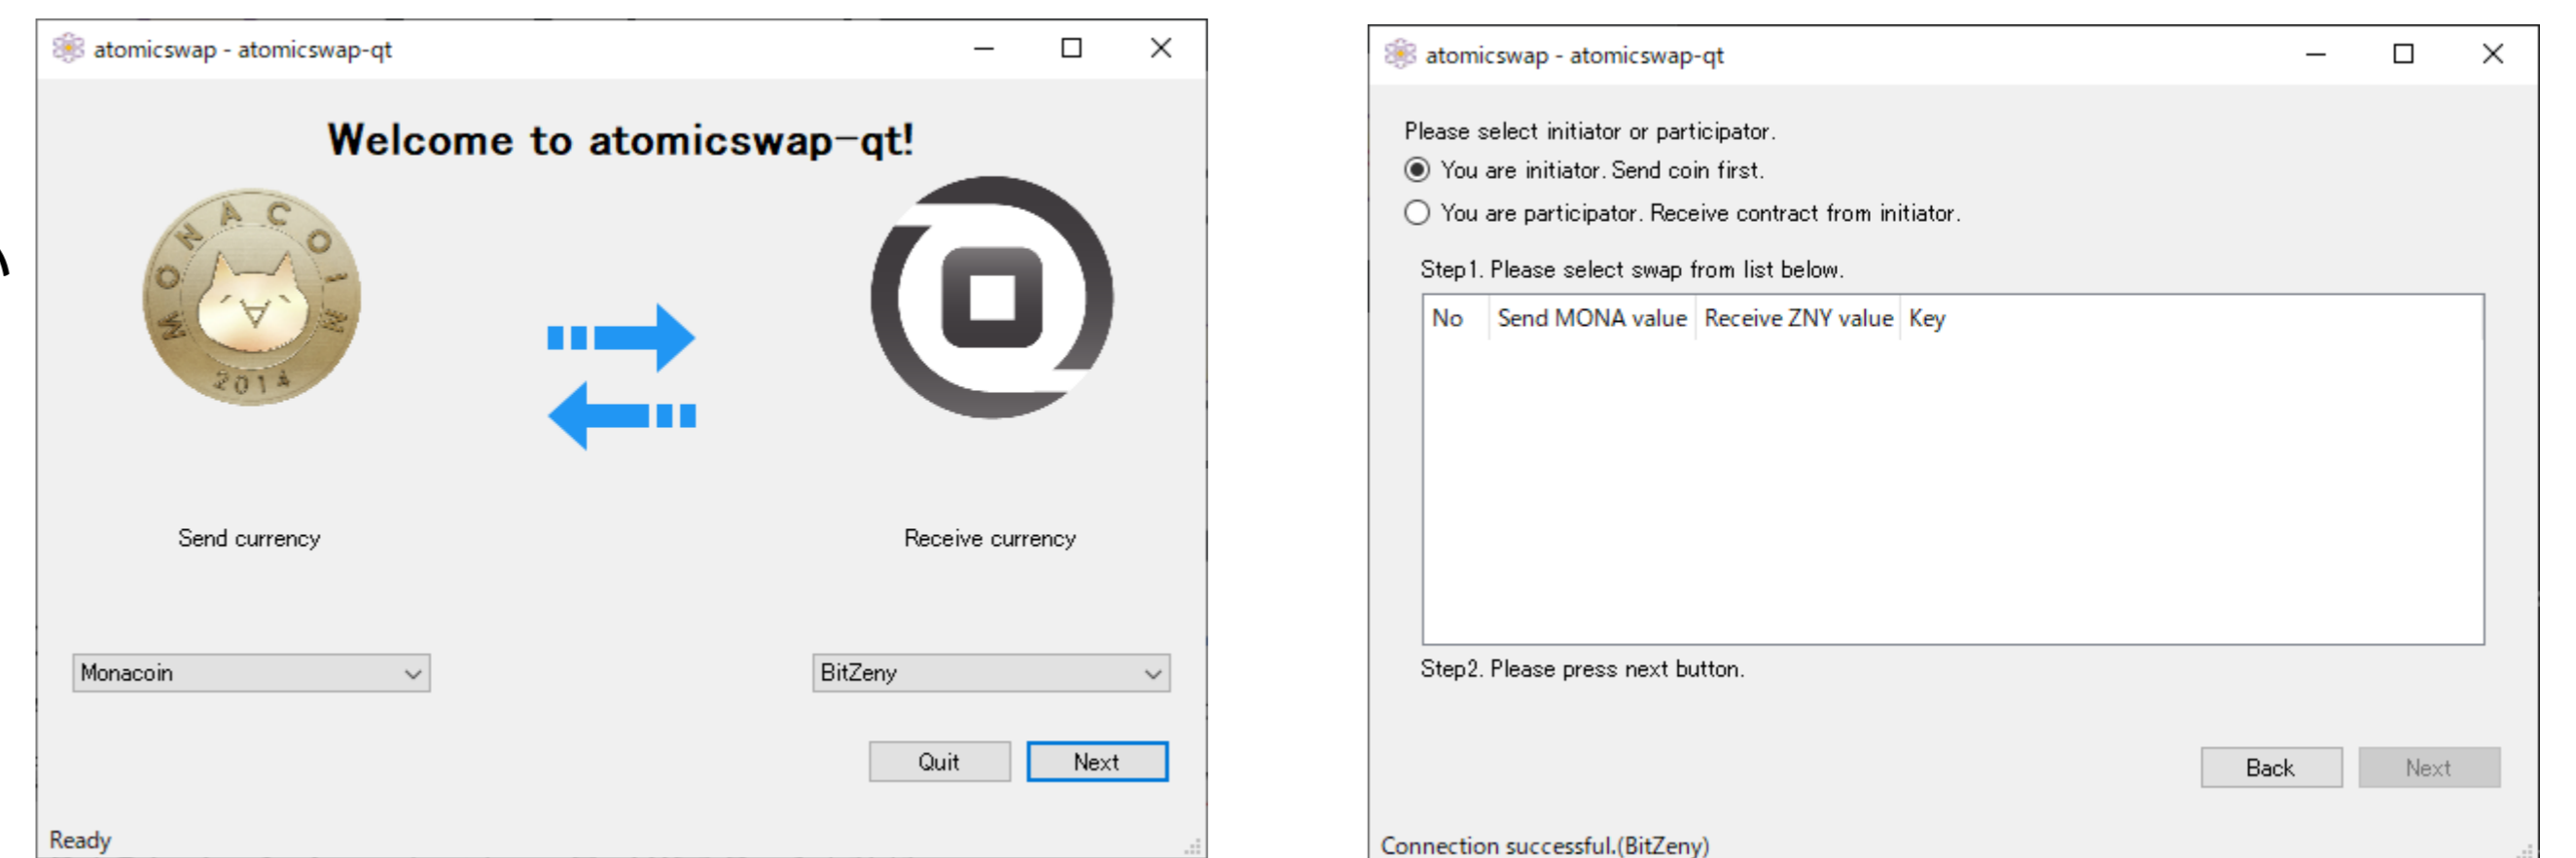 atomicswap - atomicswap-qt
Welcome to atomicswap-qt!
MONACOIN
2014
Send currency
Receive currency
Monacoin
BitZeny
Quit
Next
Ready
atomicswap - atomicswap-qt
Please select initiator or participator.
You are initiator. Send coin first.
You are participator. Receive contract from initiator.
Step1. Please select swap from list below.
No Send MONA value Receive ZNY value Key
Step2. Please press next button.
Back
Next
Connection successful.(BitZeny)